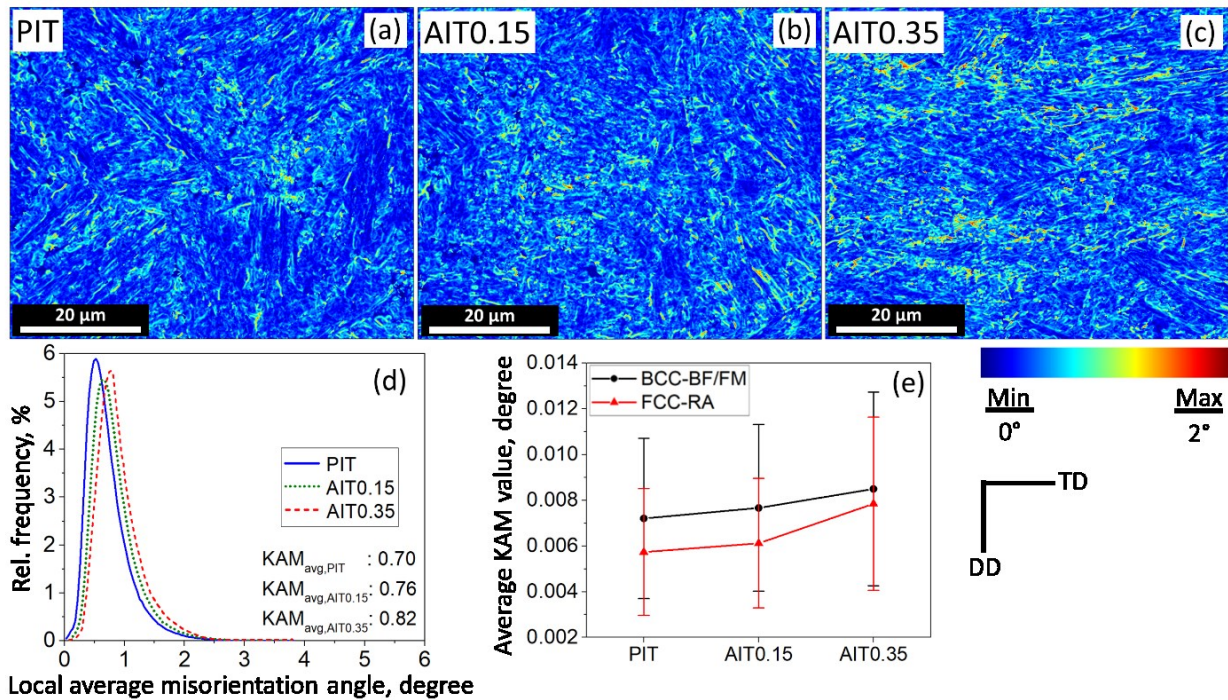 PIT
(a)
AIT0.15
(b)
AIT0.35
(c)
20 µm
20 µm
20 µm
6
5
4
3
2
1
0
Rel. frequency, %
(d)
PIT
AIT0.15
AIT0.35
KAMavg,PIT : 0.70
KAMavg,AIT0.15: 0.76
KAMavg,AIT0.35: 0.82
0 1 2 3 4 5 6
Local average misorientation angle, degree
0.014
0.012
0.010
0.008
0.006
0.004
0.002
Average KAM value, degree
BCC-BF/FM
FCC-RA
(e)
PIT AIT0.15 AIT0.35
Min Max
0° 2°
TD
DD